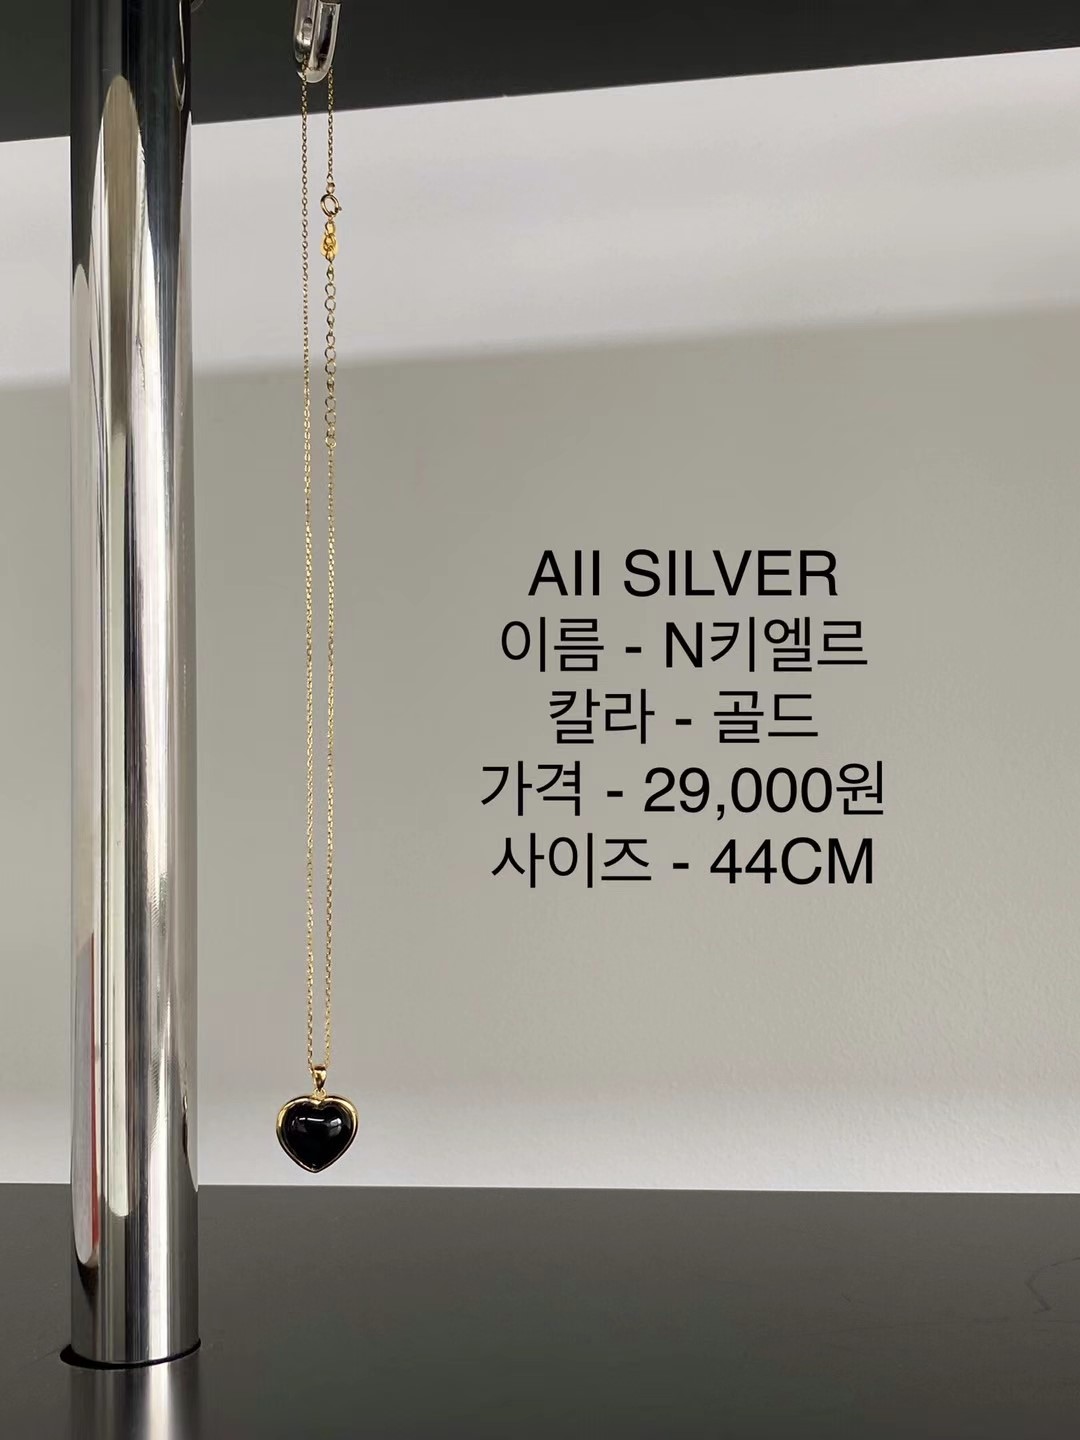 All SILVER
이름 - N키엘르
칼라 - 골드
가격 - 29,000원
사이즈 - 44CM